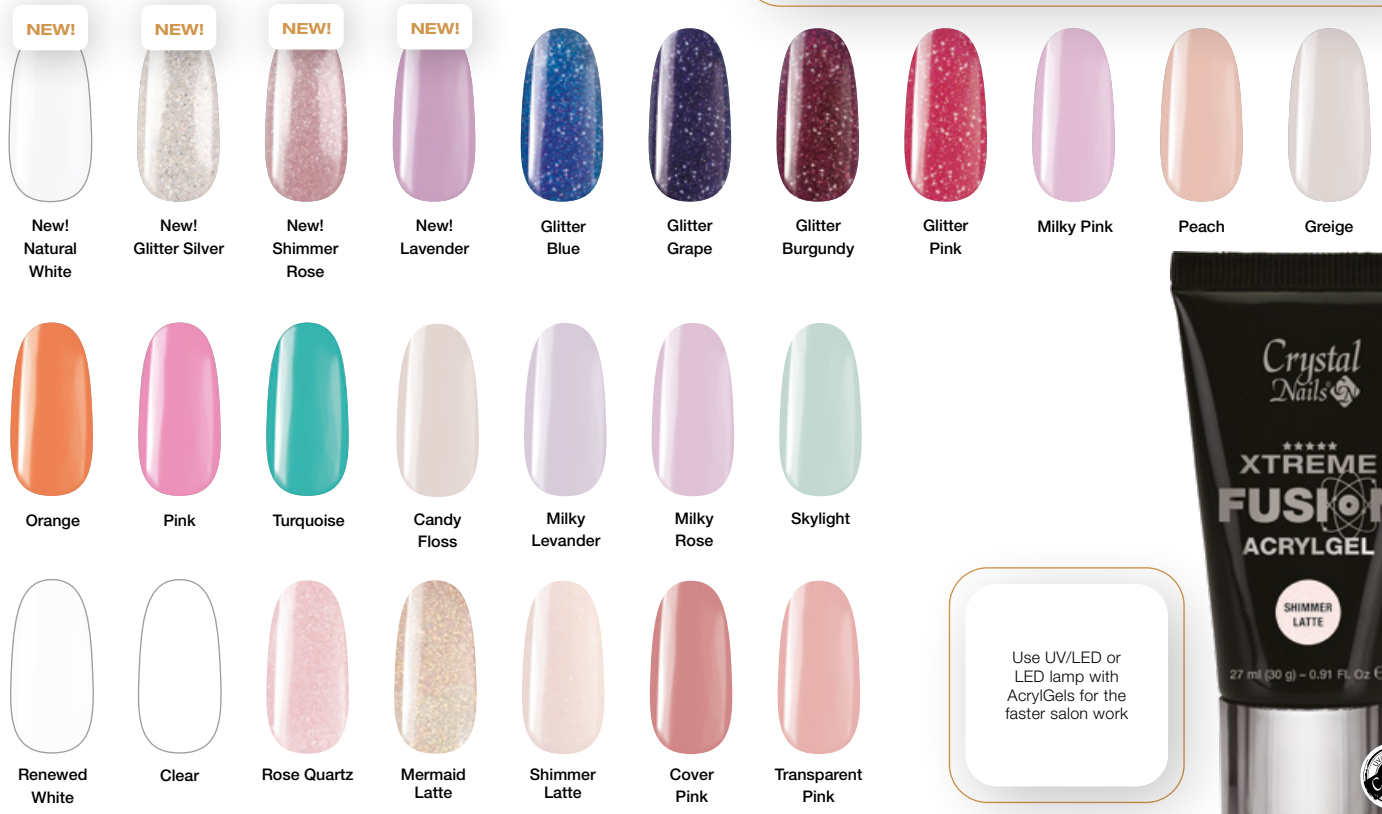 NEW!
NEW!
NEW!
NEW!
New!
Natural
White
New!
Glitter Silver
New!
Shimmer
Rose
New!
Lavender
Glitter
Blue
Glitter
Grape
Glitter
Burgundy
Glitter
Pink
Milky Pink
Peach
Greige
Orange
Pink
Turquoise
Candy
Floss
Milky
Levander
Milky
Rose
Skylight
Renewed
White
Clear
Rose Quartz
Mermaid
Latte
Shimmer
Latte
Cover
Pink
Transparent
Pink
Use UV/LED or
LED lamp with
AcrylGels for the
faster salon work
Crystal
Nails®
XTREME
FUSION
ACRYLGEL
SHIMMER
LATTE
27 ml (30 g) – 0.91 Fl. Oz